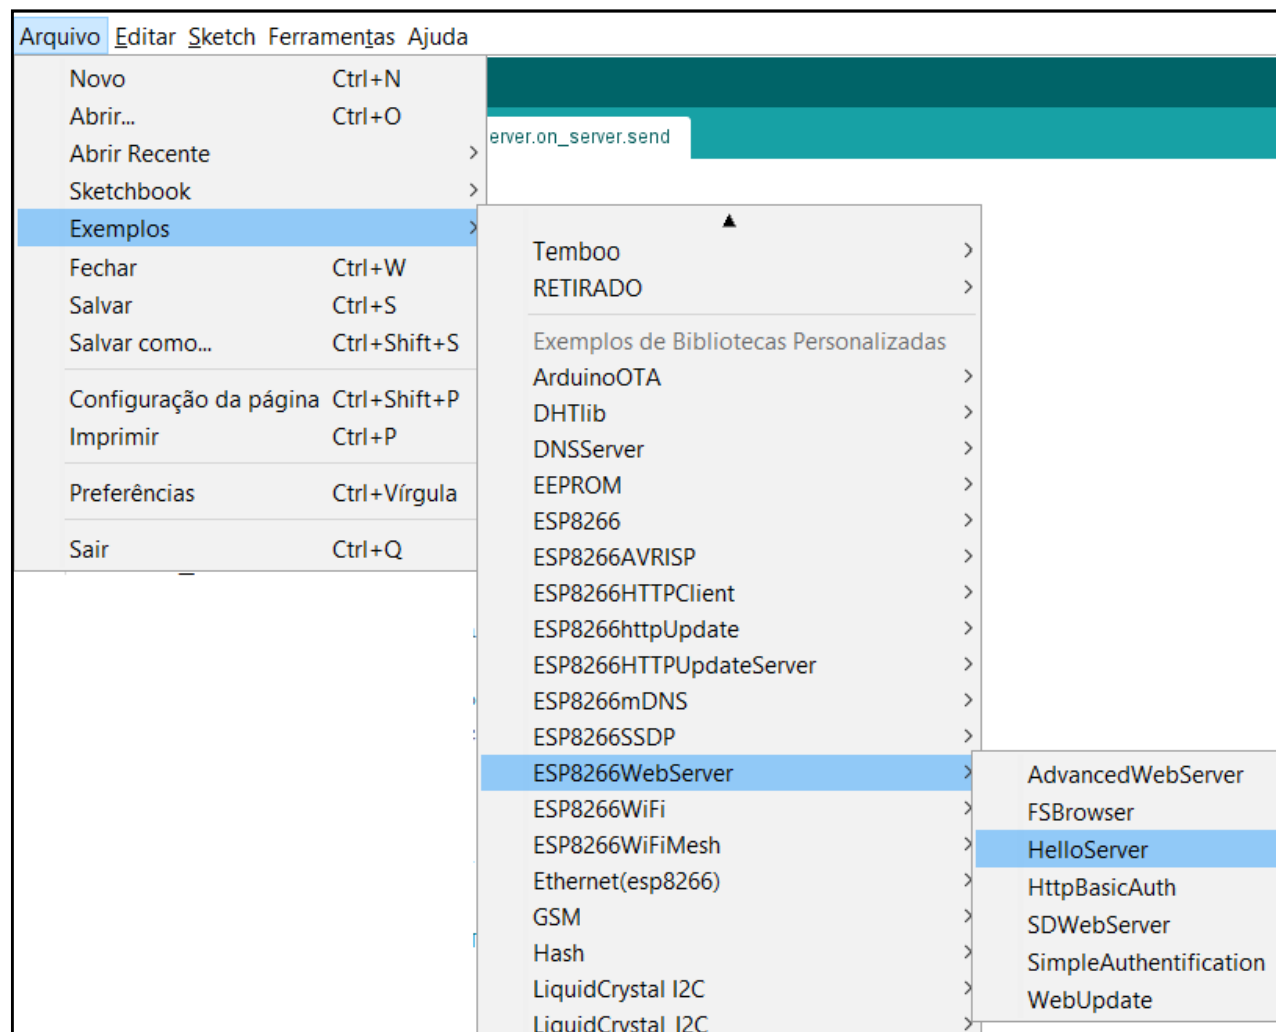 Arquivo Editar Sketch Ferramentas Ajuda
Novo Ctrl+N
Abrir... Ctrl+O
Abrir Recente
Sketchbook
Exemplos
Fechar Ctrl+W
Salvar Ctrl+S
Salvar como... Ctrl+Shift+S
Configuração da página Ctrl+Shift+P
Imprimir Ctrl+P
Preferências Ctrl+Vírgula
Sair Ctrl+Q
erver.on_server.send
Temboo
RETIRADO
Exemplos de Bibliotecas Personalizadas
ArduinoOTA
DHTlib
DNSServer
EEPROM
ESP8266
ESP8266AVRISP
ESP8266HTTPClient
ESP8266httpUpdate
ESP8266HTTPUpdateServer
ESP8266mDNS
ESP8266SSDP
ESP8266WebServer
ESP8266WiFi
ESP8266WiFiMesh
Ethernet(esp8266)
GSM
Hash
LiquidCrystal I2C
LiquidCrystal_I2C
AdvancedWebServer
FSBrowser
HelloServer
HttpBasicAuth
SDWebServer
SimpleAuthentification
WebUpdate